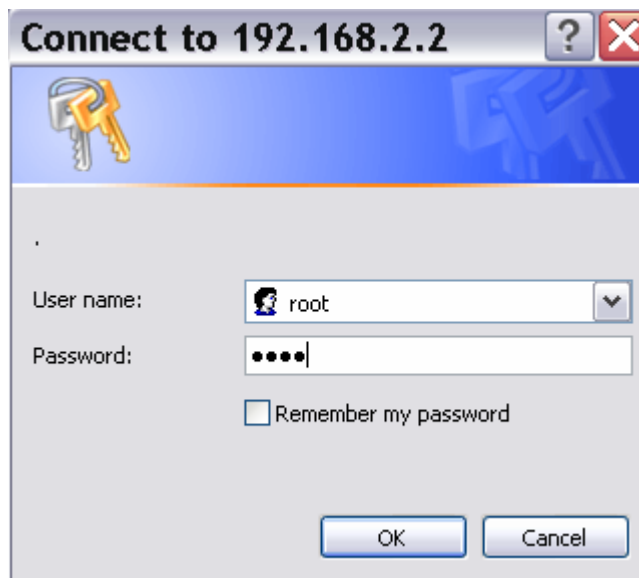 Connect to 192.168.2.2
.
User name: root
Password: ••••
Remember my password
OK Cancel